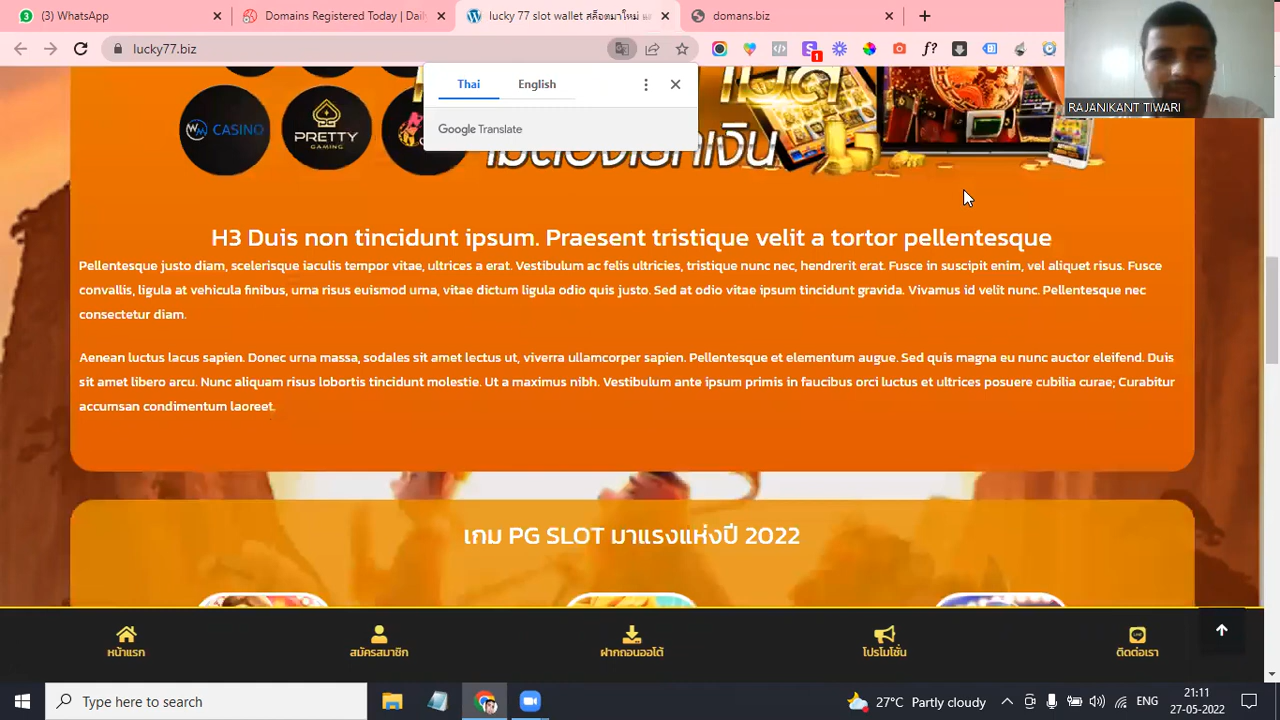 (3) WhatsApp
Domains Registered Today | Dail
lucky 77 slot wallet สล็อตมาใหม่
domans.biz
lucky77.biz
f?
1
Thai
English
Google Translate
RAJANIKANT TIWARI
WM CASINO
PRETTY
GAMING
H3 Duis non tincidunt ipsum. Praesent tristique velit a tortor pellentesque
Pellentesque justo diam, scelerisque iaculis tempor vitae, ultrices a erat. Vestibulum ac felis ultricies, tristique nunc nec, hendrerit erat. Fusce in suscipit enim, vel aliquet risus. Fusce
convallis, ligula at vehicula finibus, urna risus euismod urna, vitae dictum ligula odio quis justo. Sed at odio vitae ipsum tincidunt gravida. Vivamus id velit nunc. Pellentesque nec
consectetur diam.
Aenean luctus lacus sapien. Donec urna massa, sodales sit amet lectus ut, viverra ullamcorper sapien. Pellentesque et elementum augue. Sed quis magna eu nunc auctor eleifend. Duis
sit amet libero arcu. Nunc aliquam risus lobortis tincidunt molestie. Ut a maximus nibh. Vestibulum ante ipsum primis in faucibus orci luctus et ultrices posuere cubilia curae; Curabitur
accumsan condimentum laoreet.
เกม PG SLOT มาแรงแห่งปี 2022
หน้าแรก
สมัครสมาชิก
ฝากถอนออโต้
โปรโมชั่น
ติดต่อเรา
Type here to search
27°C Partly cloudy
ENG
21:11
27-05-2022